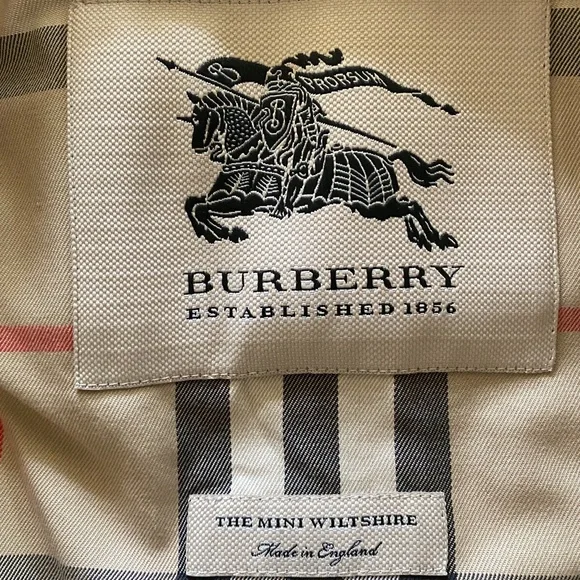 B
PRORSUM
B
BURBERRY
ESTABLISHED 1856
THE MINI WILTSHIRE
Made in England